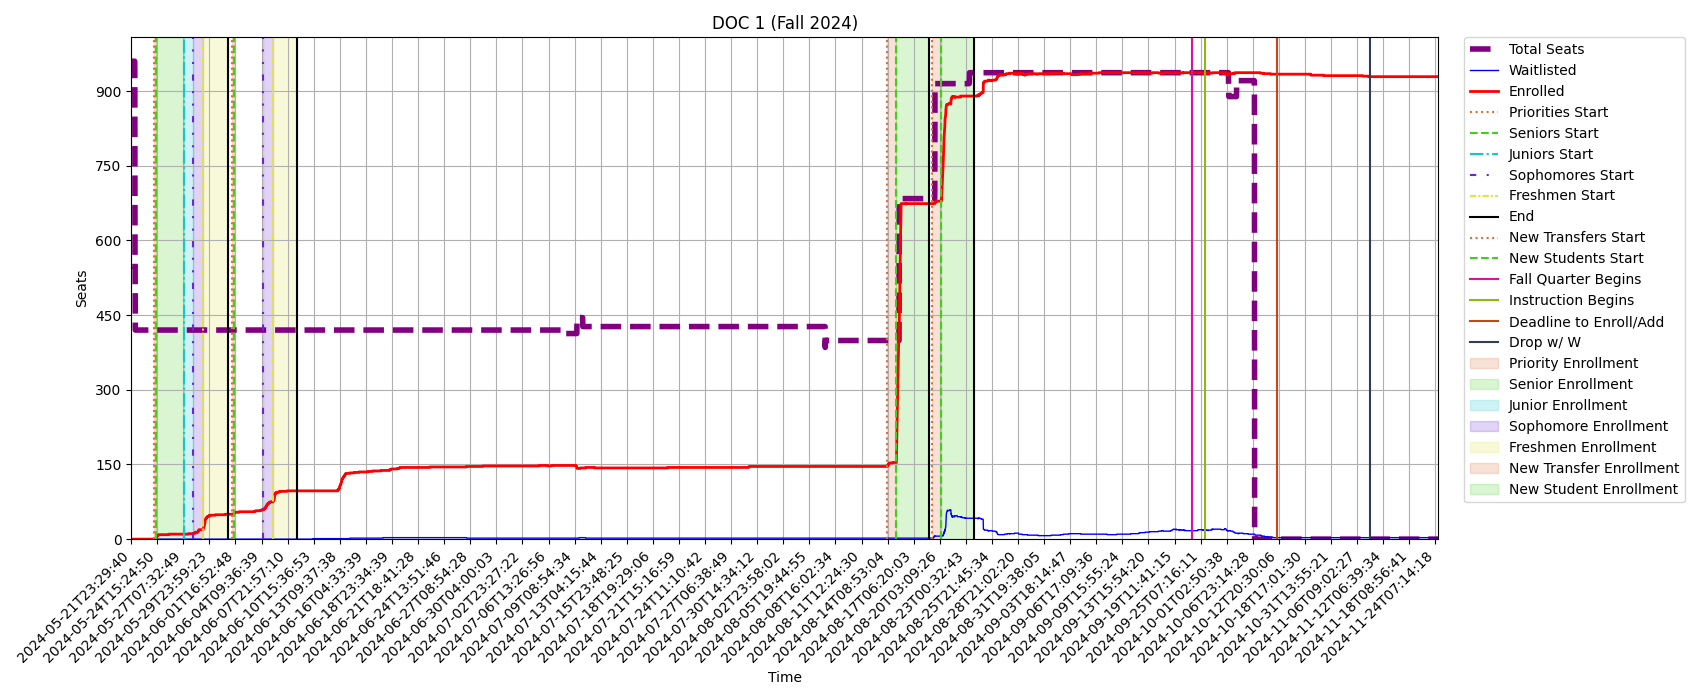 DOC 1 (Fall 2024)
Seats
900
750
600
450
300
150
0
2024-05-21T23:29:40
2024-05-24T15:24:50
2024-05-27T07:32:49
2024-05-29T23:59:23
2024-06-01T16:52:48
2024-06-04T09:36:39
2024-06-07T21:57:10
2024-06-10T15:36:53
2024-06-13T09:37:38
2024-06-16T04:33:39
2024-06-18T23:34:39
2024-06-21T18:41:28
2024-06-24T13:51:46
2024-06-27T08:54:28
2024-06-30T04:00:03
2024-07-02T23:27:22
2024-07-06T13:26:56
2024-07-09T08:54:34
2024-07-13T04:15:44
2024-07-15T23:48:25
2024-07-18T19:29:06
2024-07-21T15:16:59
2024-07-24T11:10:42
2024-07-27T06:38:49
2024-07-30T14:34:12
2024-08-02T23:58:02
2024-08-05T19:44:55
2024-08-08T16:02:34
2024-08-11T12:24:30
2024-08-14T08:53:04
2024-08-17T06:20:03
2024-08-20T03:09:26
2024-08-23T00:32:43
2024-08-25T21:45:34
2024-08-28T21:02:20
2024-08-31T19:38:05
2024-09-03T18:14:47
2024-09-06T17:09:36
2024-09-09T15:55:24
2024-09-13T15:54:20
2024-09-19T11:41:15
2024-09-25T07:16:11
2024-10-01T02:50:38
2024-10-06T23:14:28
2024-10-12T20:30:06
2024-10-18T17:01:30
2024-10-31T13:55:21
2024-11-06T09:02:27
2024-11-12T06:39:34
2024-11-18T08:56:41
2024-11-24T07:14:18
Time
Total Seats
Waitlisted
Enrolled
Priorities Start
Seniors Start
Juniors Start
Sophomores Start
Freshmen Start
End
New Transfers Start
New Students Start
Fall Quarter Begins
Instruction Begins
Deadline to Enroll/Add
Drop w/ W
Priority Enrollment
Senior Enrollment
Junior Enrollment
Sophomore Enrollment
Freshmen Enrollment
New Transfer Enrollment
New Student Enrollment